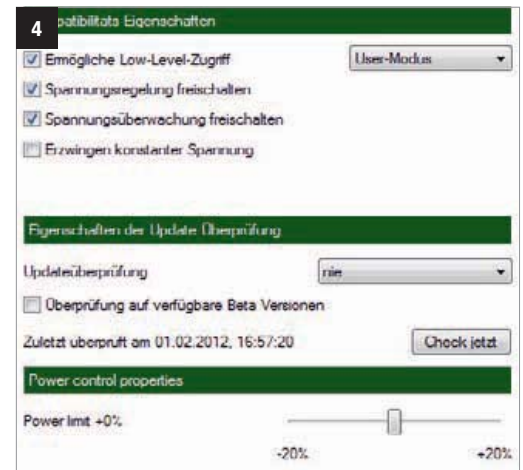 4
patibilitäts Eigenschaften
Ermögliche Low-Level-Zugriff User-Modus
Spannungsregelung freischalten
Spannungsüberwachung freischalten
Erzwingen konstanter Spannung
Eigenschaften der Update Überprüfung
Updateüberprüfung nie
Überprüfung auf verfügbare Beta Versionen
Zuletzt überprüft am 01.02.2012, 16:57:20 Check jetzt
Power control properties
Power limit +0%
-20% +20%